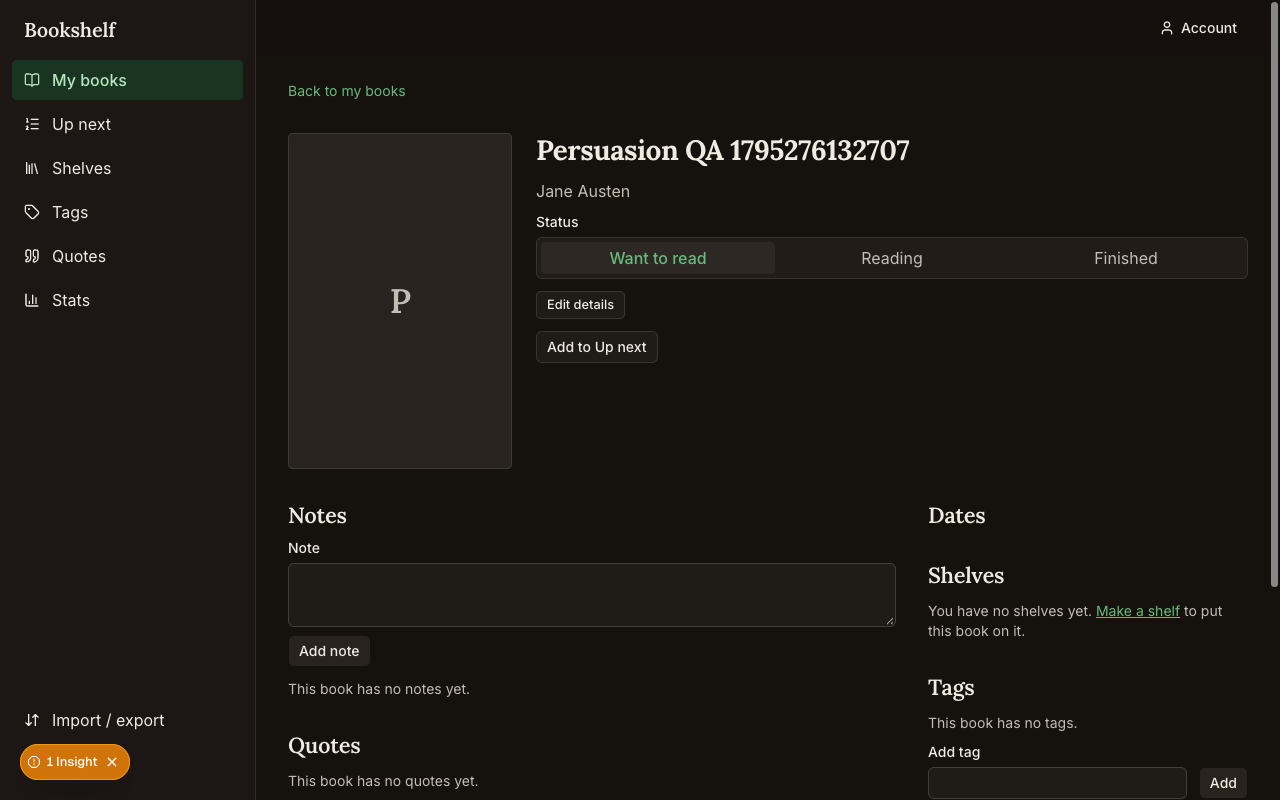 Bookshelf
My books
Up next
Shelves
Tags
Quotes
Stats
Import / export
1 Insight
Account
Back to my books
P
Persuasion QA 1795276132707
Jane Austen
Status
Want to read
Reading
Finished
Edit details
Add to Up next
Notes
Note
Add note
This book has no notes yet.
Quotes
This book has no quotes yet.
Dates
Shelves
You have no shelves yet. Make a shelf to put
this book on it.
Tags
This book has no tags.
Add tag
Add